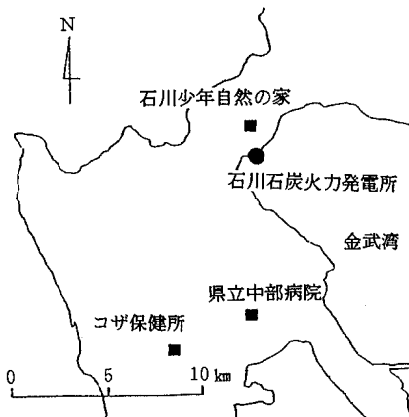 N
石川少年自然の家
石川石炭火力発電所
金武湾
県立中部病院
コザ保健所
0 5 10 km